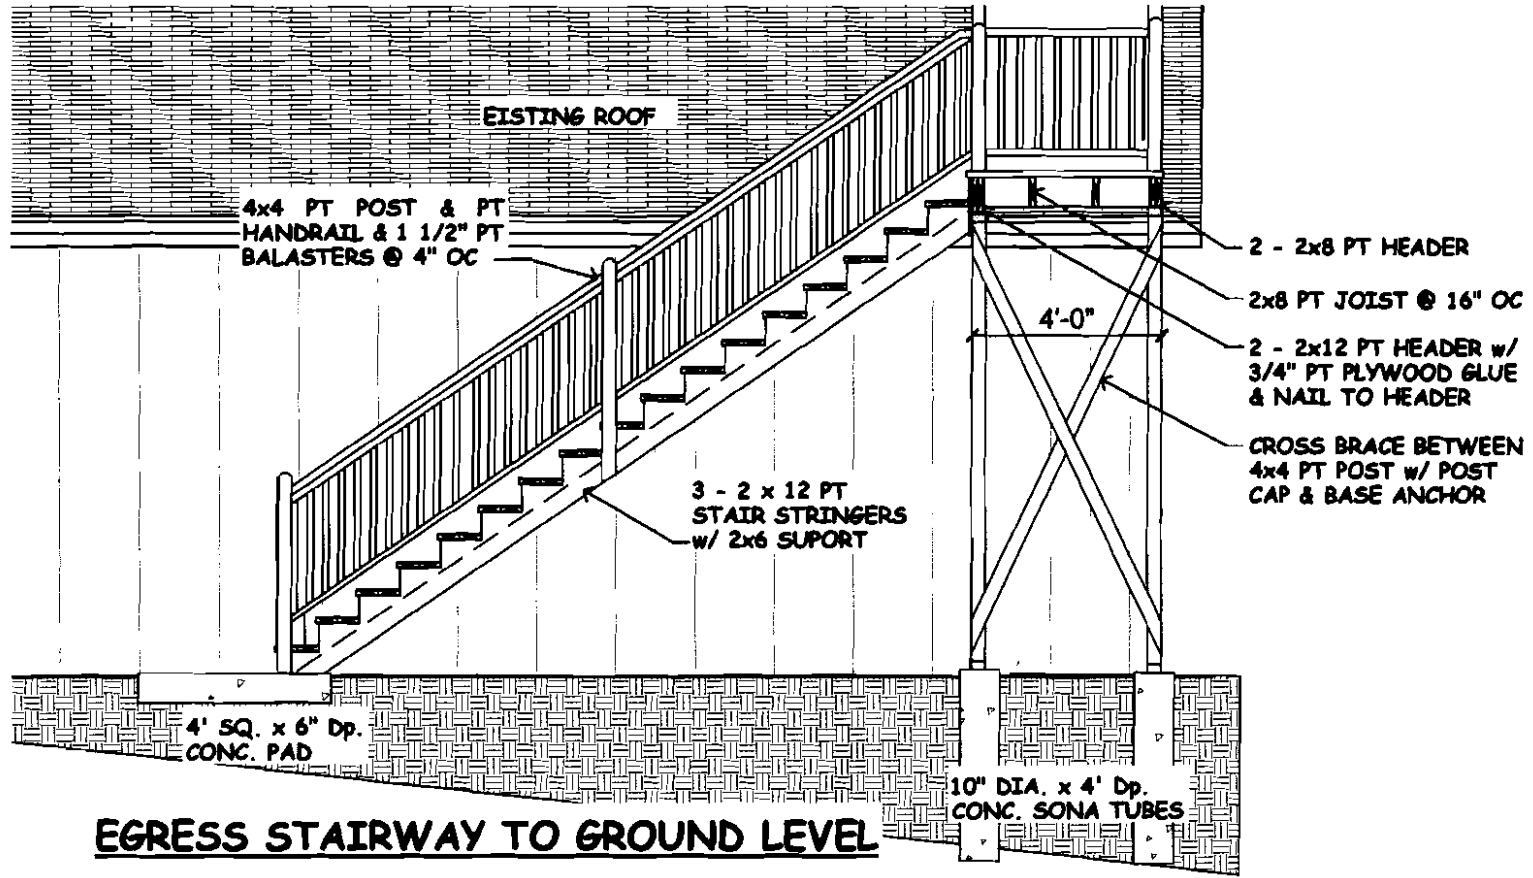 EISTING ROOF
4x4 PT POST & PT
HANDRAIL & 1 1/2" PT
BALASTERS @ 4" OC
2 - 2x8 PT HEADER
2x8 PT JOIST @ 16" OC
4'-0"
2 - 2x12 PT HEADER w/
3/4" PT PLYWOOD GLUE
& NAIL TO HEADER
CROSS BRACE BETWEEN
4x4 PT POST w/ POST
CAP & BASE ANCHOR
3 - 2 x 12 PT
STAIR STRINGERS
w/ 2x6 SUPORT
4' SQ. x 6" Dp.
CONC. PAD
10" DIA. x 4' Dp.
CONC. SONA TUBES
EGRESS STAIRWAY TO GROUND LEVEL